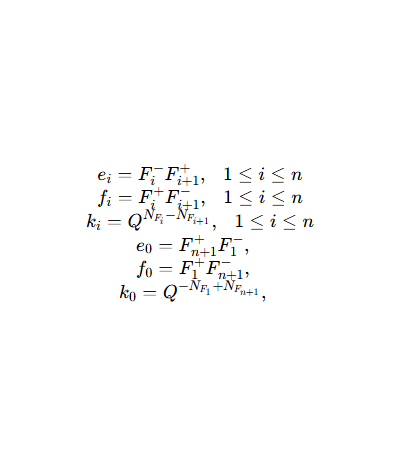 e_i = F_i^- F_{i+1}^+,   1 ≤ i ≤ n
f_i = F_i^+ F_{i+1}^-,   1 ≤ i ≤ n
k_i = Q^{N_{F_i} - N_{F_{i+1}}},   1 ≤ i ≤ n
e_0 = F_{n+1}^+ F_1^-,
f_0 = F_1^+ F_{n+1}^-,
k_0 = Q^{-N_{F_1} + N_{F_{n+1}}},